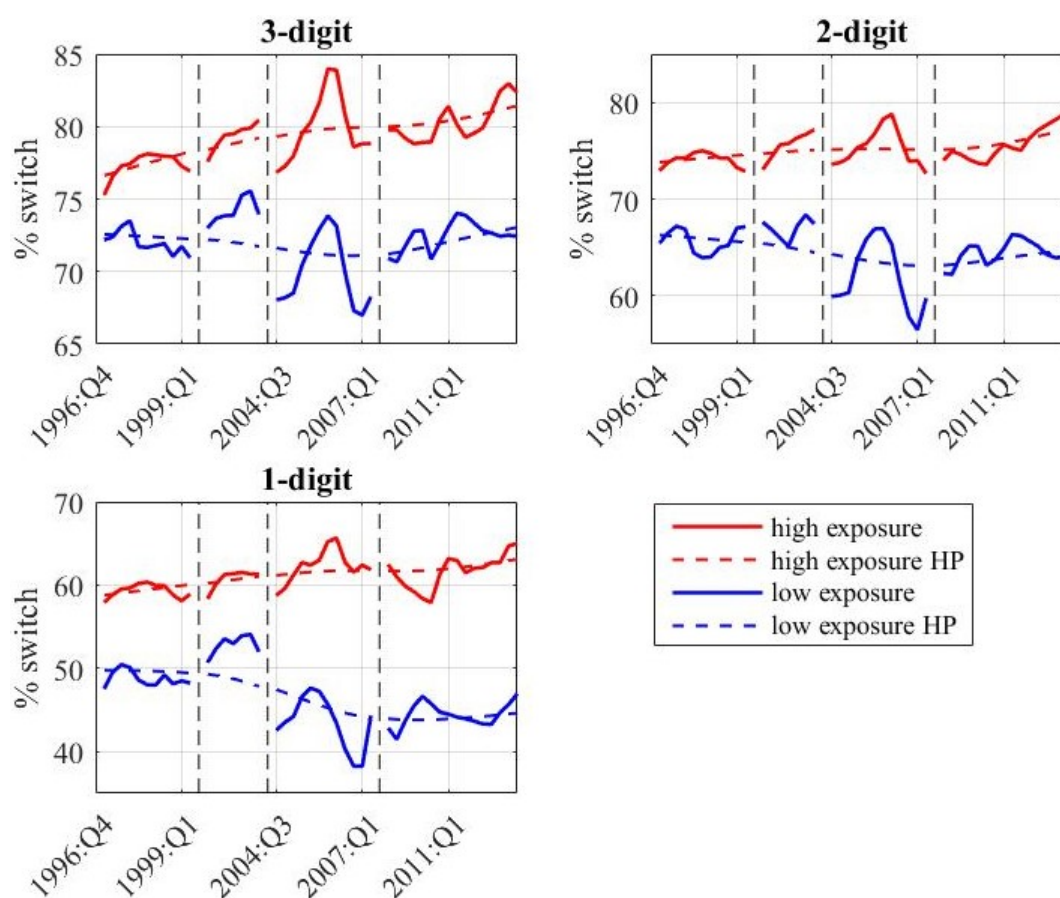 3-digit
85
80
75
70
65
% switch
1996:Q4
1999:Q1
2004:Q3
2007:Q1
2011:Q1
2-digit
80
70
60
% switch
1996:Q4
1999:Q1
2004:Q3
2007:Q1
2011:Q1
1-digit
70
60
50
40
% switch
1996:Q4
1999:Q1
2004:Q3
2007:Q1
2011:Q1
high exposure
high exposure HP
low exposure
low exposure HP